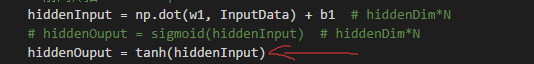 hiddenInput = np.dot(w1, InputData) + b1  # hiddenDim*N
# hiddenOuput = sigmoid(hiddenInput)  # hiddenDim*N
hiddenOuput = tanh(hiddenInput)